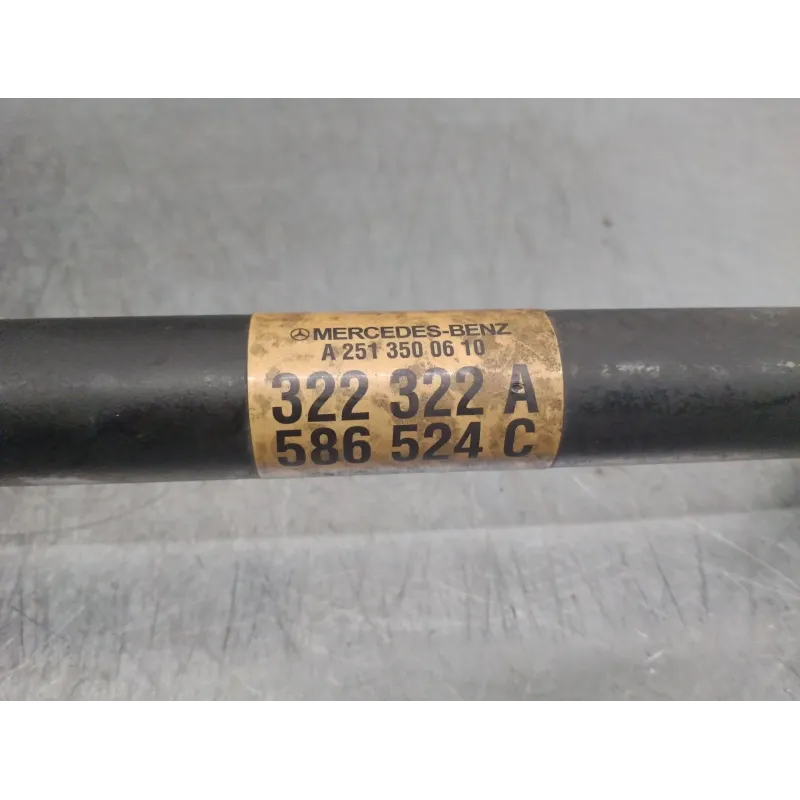 MERCEDES-BENZ
A 251 350 06 10
322 322 A
586 524 C